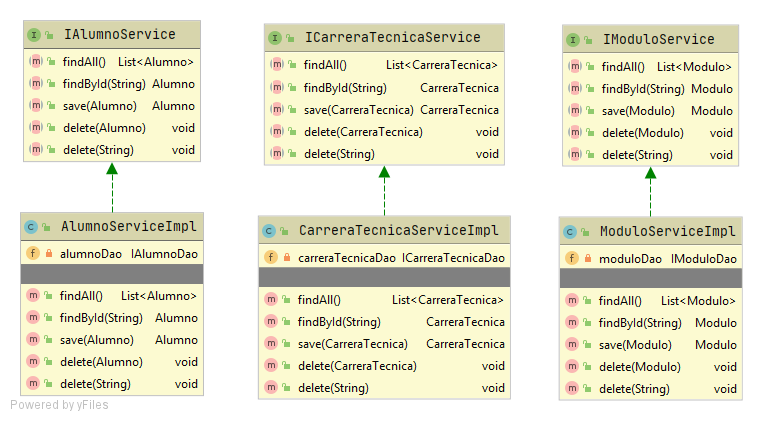 IAlumnoService
m findAll() List<Alumno>
m findById(String) Alumno
m save(Alumno) Alumno
m delete(Alumno) void
m delete(String) void
ICarreraTecnicaService
m findAll() List<CarreraTecnica>
m findById(String) CarreraTecnica
m save(CarreraTecnica) CarreraTecnica
m delete(CarreraTecnica) void
m delete(String) void
IModuloService
m findAll() List<Modulo>
m findById(String) Modulo
m save(Modulo) Modulo
m delete(Modulo) void
m delete(String) void
C AlumnoServiceImpl
f alumnoDao IAlumnoDao
m findAll() List<Alumno>
m findById(String) Alumno
m save(Alumno) Alumno
m delete(Alumno) void
m delete(String) void
C CarreraTecnicaServiceImpl
f carreraTecnicaDao ICarreraTecnicaDao
m findAll() List<CarreraTecnica>
m findById(String) CarreraTecnica
m save(CarreraTecnica) CarreraTecnica
m delete(CarreraTecnica) void
m delete(String) void
C ModuloServiceImpl
f moduloDao IModuloDao
m findAll() List<Modulo>
m findById(String) Modulo
m save(Modulo) Modulo
m delete(Modulo) void
m delete(String) void
Powered by yFiles